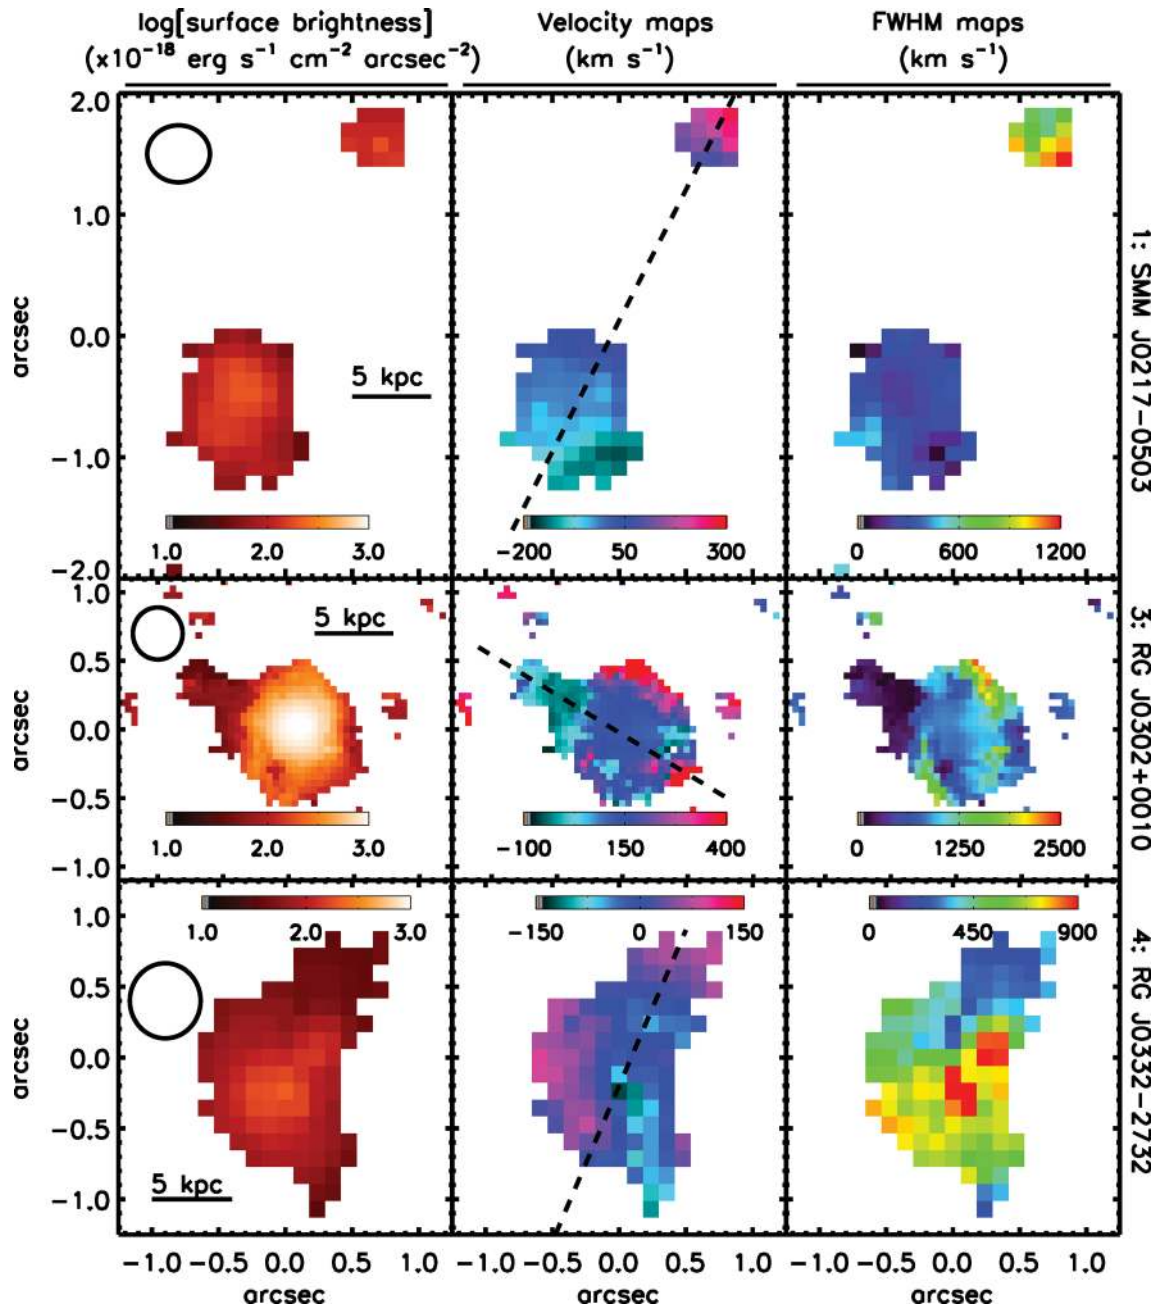 log[surface brightness]
(x10⁻¹⁸ erg s⁻¹ cm⁻² arcsec⁻²)
Velocity maps
(km s⁻¹)
FWHM maps
(km s⁻¹)
2.0
1.0
0.0
-1.0
-2.0
arcsec
5 kpc
1.0 2.0 3.0
-200 50 300
0 600 1200
1: SMM J0217-0503
1.0
0.5
0.0
-0.5
-1.0
arcsec
5 kpc
1.0 2.0 3.0
-100 150 400
0 1250 2500
3: RG J0302+0010
1.0
0.5
0.0
-0.5
-1.0
arcsec
1.0 2.0 3.0
-150 0 150
0 450 900
5 kpc
4: RG J0332-2732
-1.0 -0.5 0.0 0.5 1.0
-1.0 -0.5 0.0 0.5 1.0
-1.0 -0.5 0.0 0.5 1.0
arcsec
arcsec
arcsec